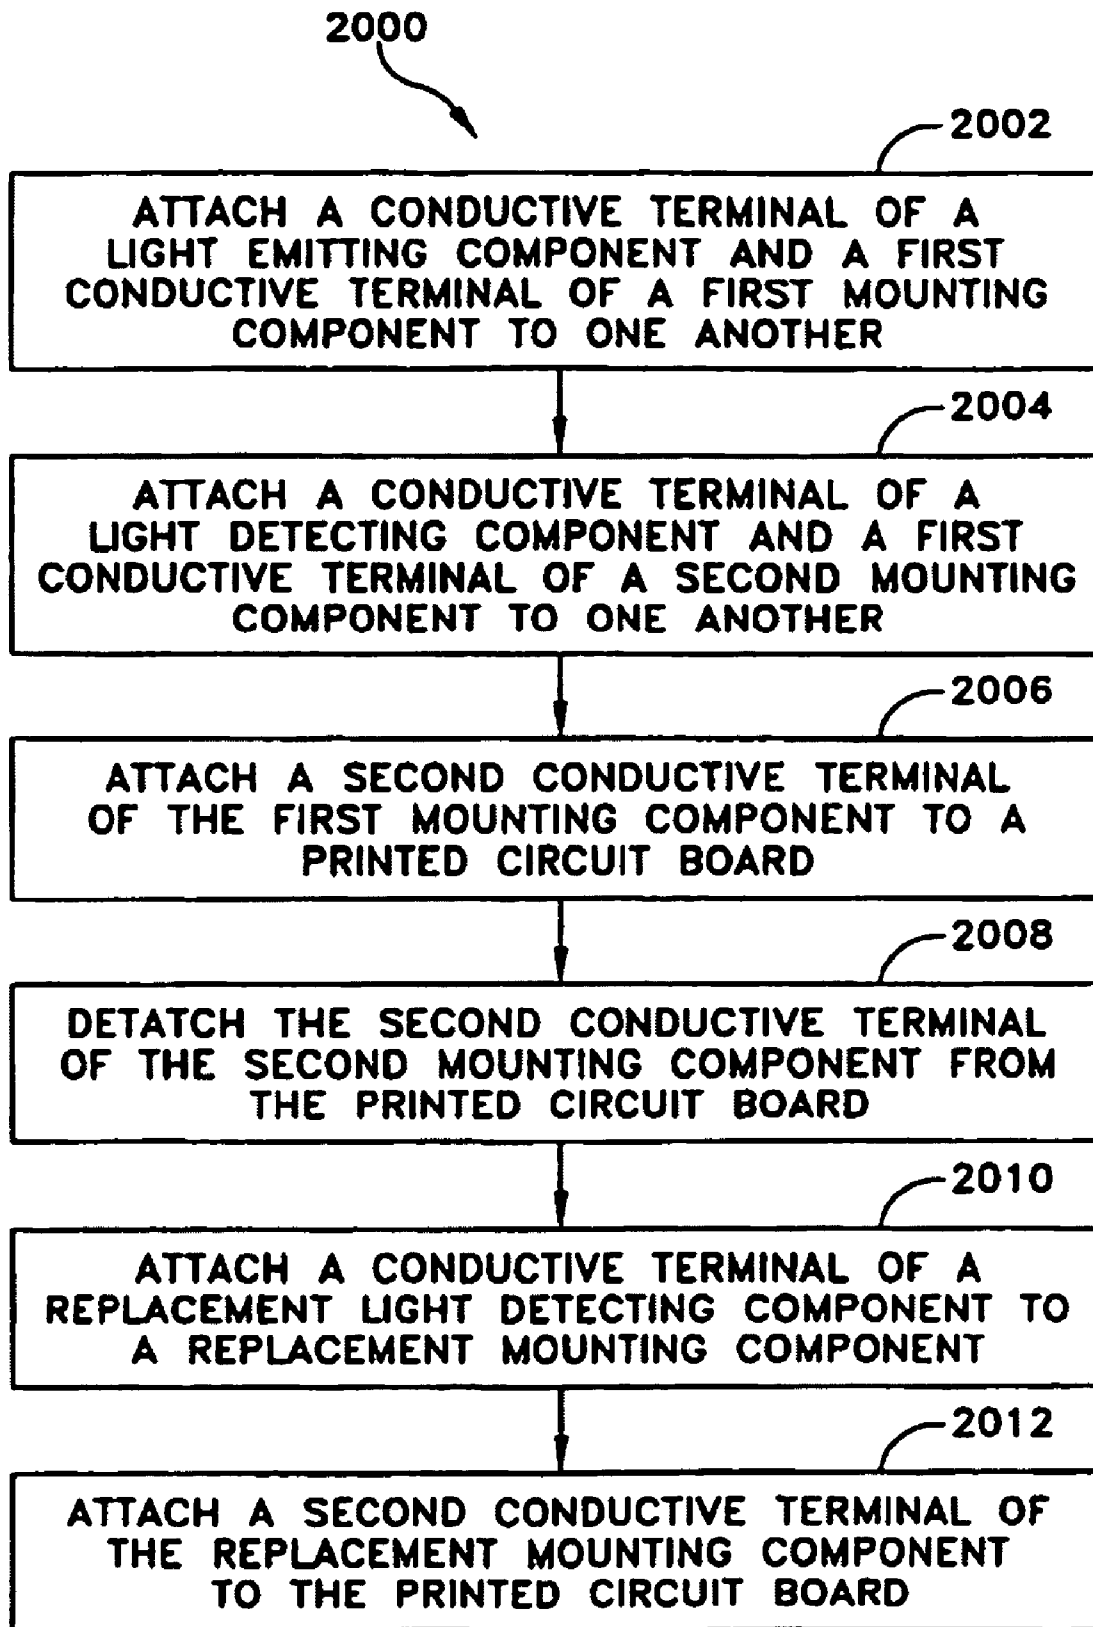 2000
2002
ATTACH A CONDUCTIVE TERMINAL OF A
LIGHT EMITTING COMPONENT AND A FIRST
CONDUCTIVE TERMINAL OF A FIRST MOUNTING
COMPONENT TO ONE ANOTHER
2004
ATTACH A CONDUCTIVE TERMINAL OF A
LIGHT DETECTING COMPONENT AND A FIRST
CONDUCTIVE TERMINAL OF A SECOND MOUNTING
COMPONENT TO ONE ANOTHER
2006
ATTACH A SECOND CONDUCTIVE TERMINAL
OF THE FIRST MOUNTING COMPONENT TO A
PRINTED CIRCUIT BOARD
2008
DETATCH THE SECOND CONDUCTIVE TERMINAL
OF THE SECOND MOUNTING COMPONENT FROM
THE PRINTED CIRCUIT BOARD
2010
ATTACH A CONDUCTIVE TERMINAL OF A
REPLACEMENT LIGHT DETECTING COMPONENT TO
A REPLACEMENT MOUNTING COMPONENT
2012
ATTACH A SECOND CONDUCTIVE TERMINAL OF
THE REPLACEMENT MOUNTING COMPONENT
TO THE PRINTED CIRCUIT BOARD